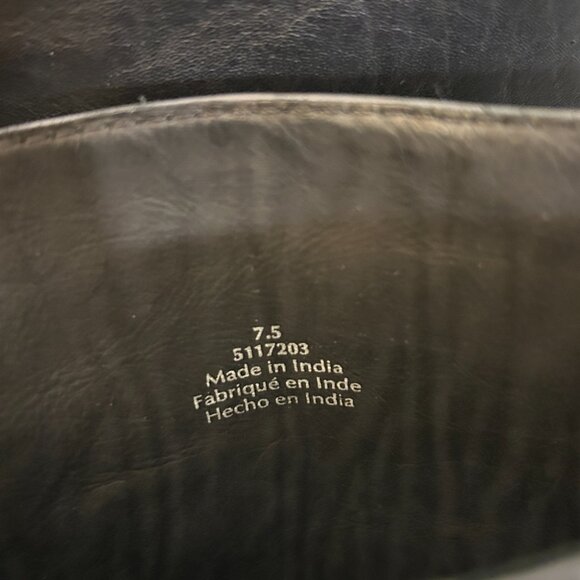 7.5
5117203
Made in India
Fabriqué en Inde
Hecho en India